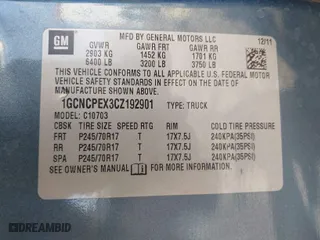 GM
MFD BY GENERAL MOTORS LLC
GVWR GAWR FRT GAWR RR 12/11
2903 KG 1452 KG 1701 KG
6400 LB 3200 LB 3750 LB
THIS VEHICLE CONFORMS TO ALL APPLICABLE U.S. FEDERAL
MOTOR VEHICLE SAFETY STANDARDS IN EFFECT ON THE
DATE OF MANUFACTURE SHOWN ABOVE.
1GCNCPEX3CZ192901 TYPE: TRUCK
MODEL: C10703
CBSK TIRE SIZE SPEED RTG RIM COLD TIRE PRESSURE
FRT P245/70R17 T 17X7.5J 240KPA(35PSI)
RR P245/70R17 T 17X7.5J 240KPA(35PSI)
SPA P245/70R17 T 17X7.5J 240KPA(35PSI)
SEE OWNER'S MANUAL FOR MORE INFORMATION.
DREAMBID